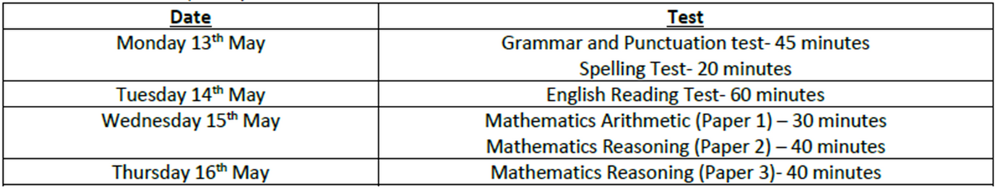 Date Test
Monday 13th May Grammar and Punctuation test- 45 minutes
Spelling Test- 20 minutes
Tuesday 14th May English Reading Test- 60 minutes
Wednesday 15th May Mathematics Arithmetic (Paper 1) – 30 minutes
Mathematics Reasoning (Paper 2) – 40 minutes
Thursday 16th May Mathematics Reasoning (Paper 3)- 40 minutes